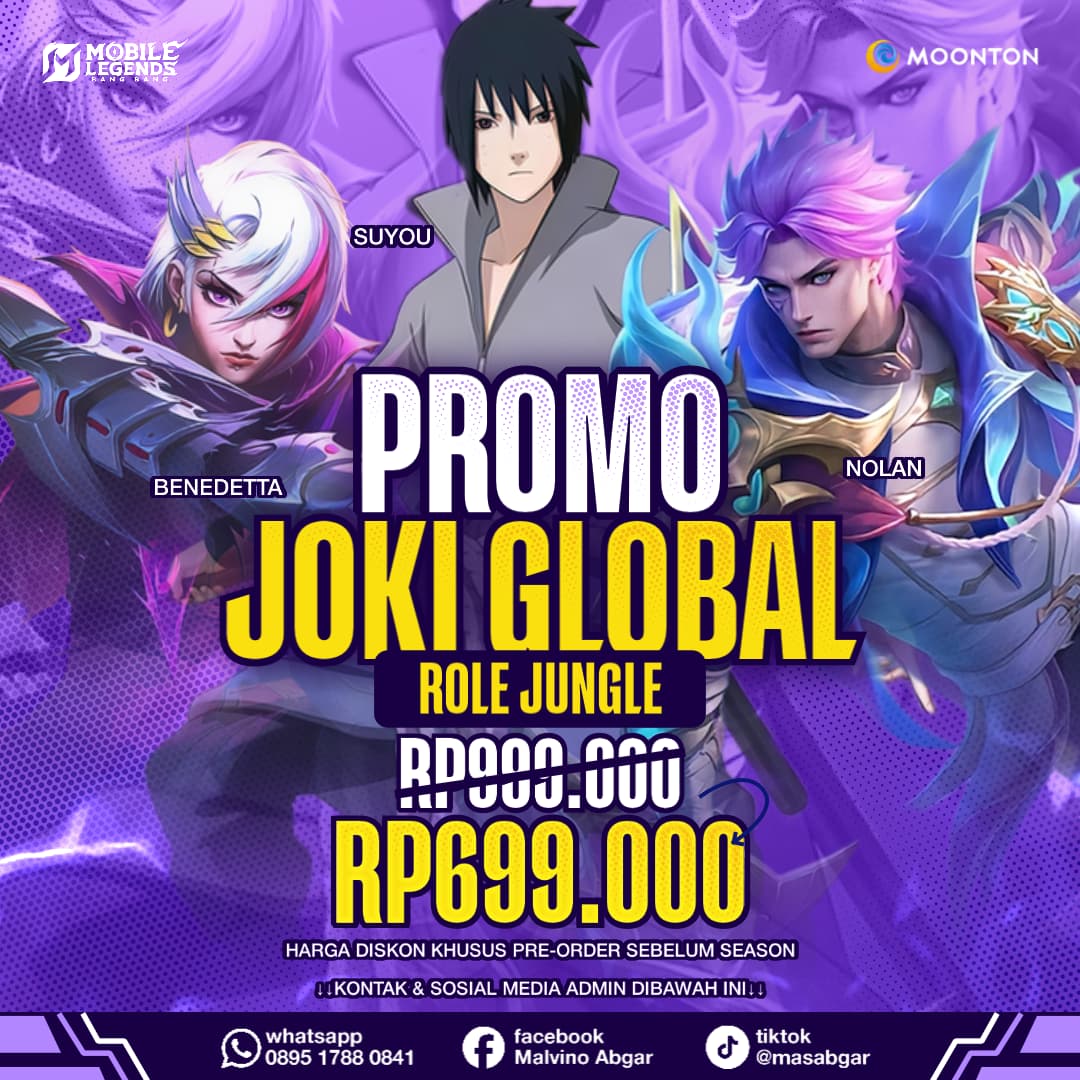 MOBILE
LEGENDS
BANG BANG
MOONTON
SUYOU
BENEDETTA
NOLAN
PROMO
JOKI GLOBAL
ROLE JUNGLE
RP999.000
RP699.000
HARGA DISKON KHUSUS PRE-ORDER SEBELUM SEASON
↓↓KONTAK & SOSIAL MEDIA ADMIN DIBAWAH INI↓↓
whatsapp
0895 1788 0841
facebook
Malvino Abgar
tiktok
@masabgar